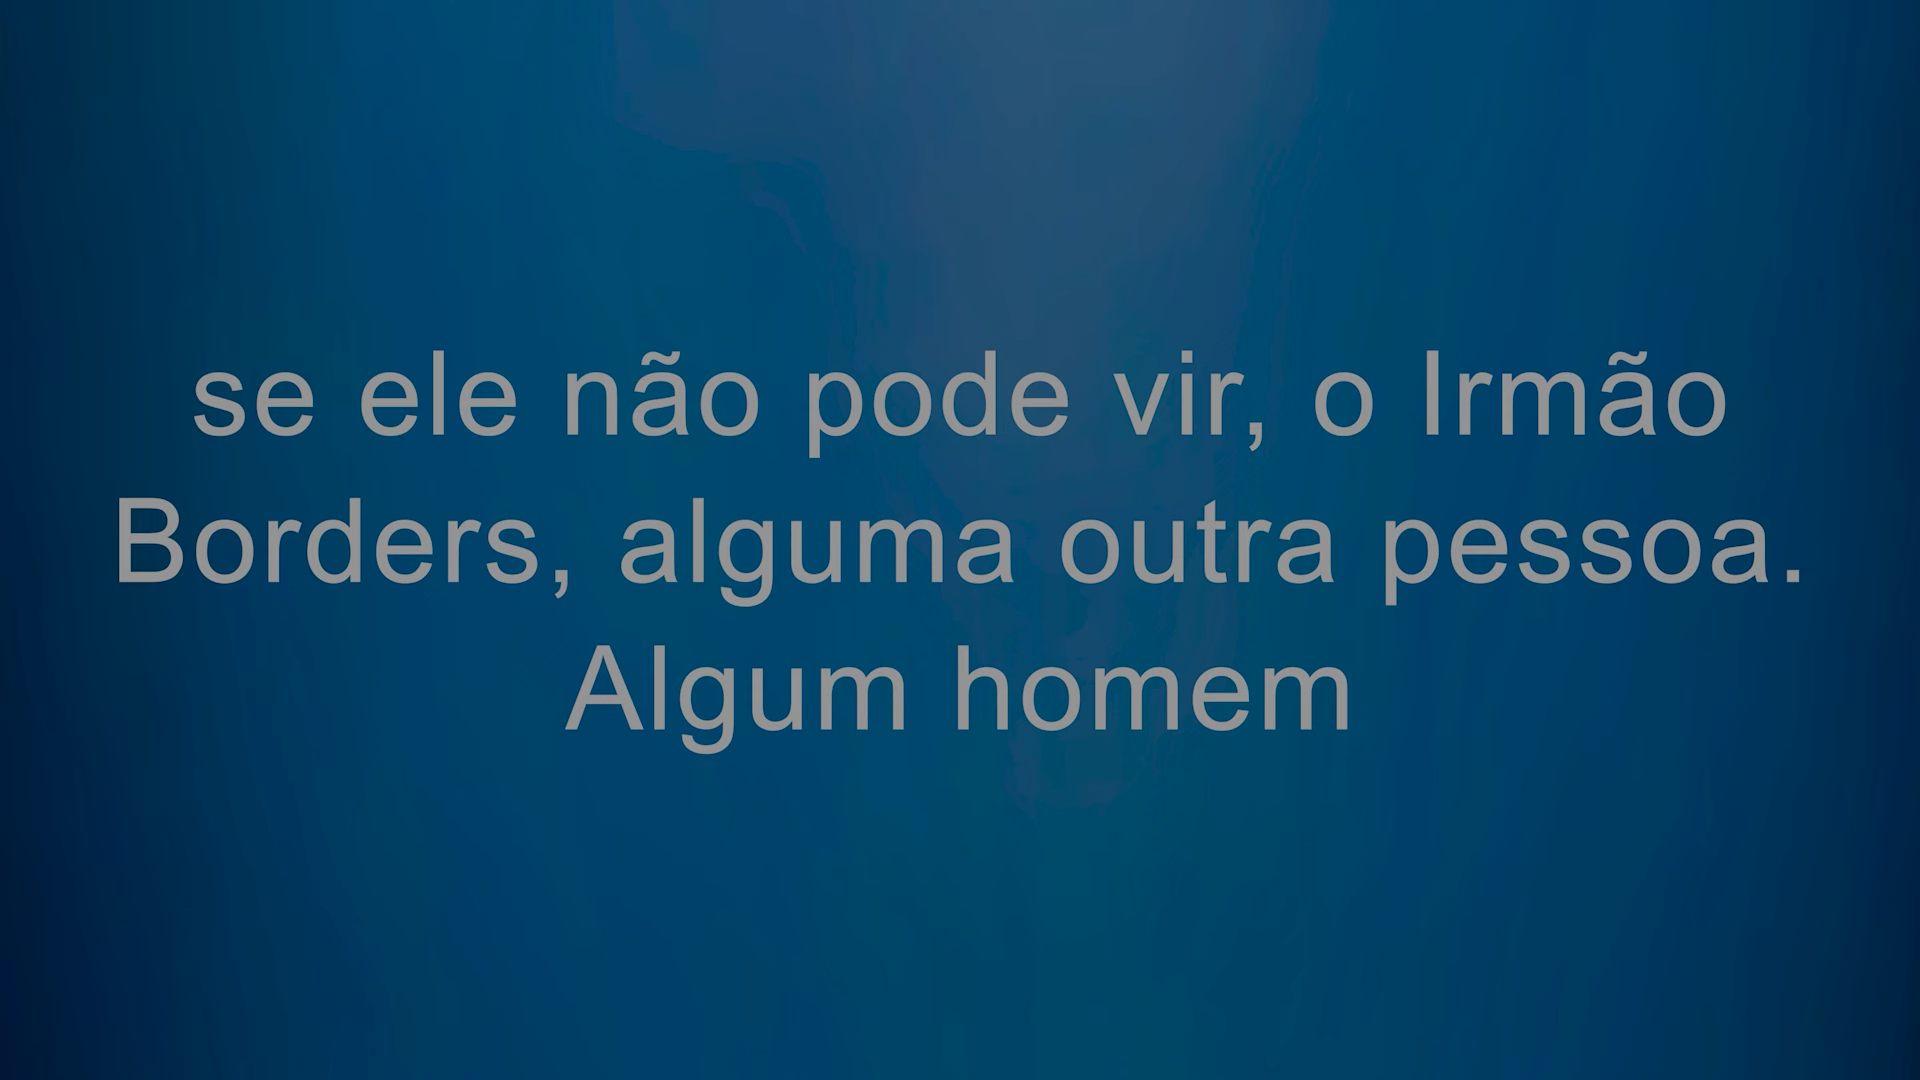 se ele não pode vir, o Irmão
Borders, alguma outra pessoa.
Algum homem